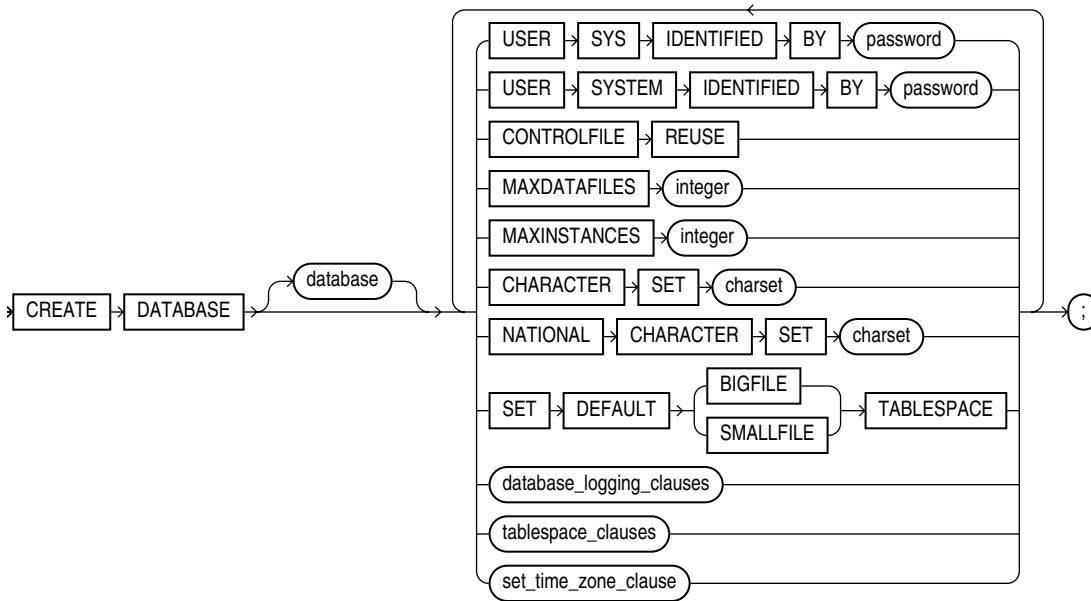 USER SYS IDENTIFIED BY password
USER SYSTEM IDENTIFIED BY password
CONTROLFILE REUSE
MAXDATAFILES integer
MAXINSTANCES integer
database
CHARACTER SET charset
CREATE DATABASE ;
NATIONAL CHARACTER SET charset
BIGFILE
SET DEFAULT TABLESPACE
SMALLFILE
database_logging_clauses
tablespace_clauses
set_time_zone_clause